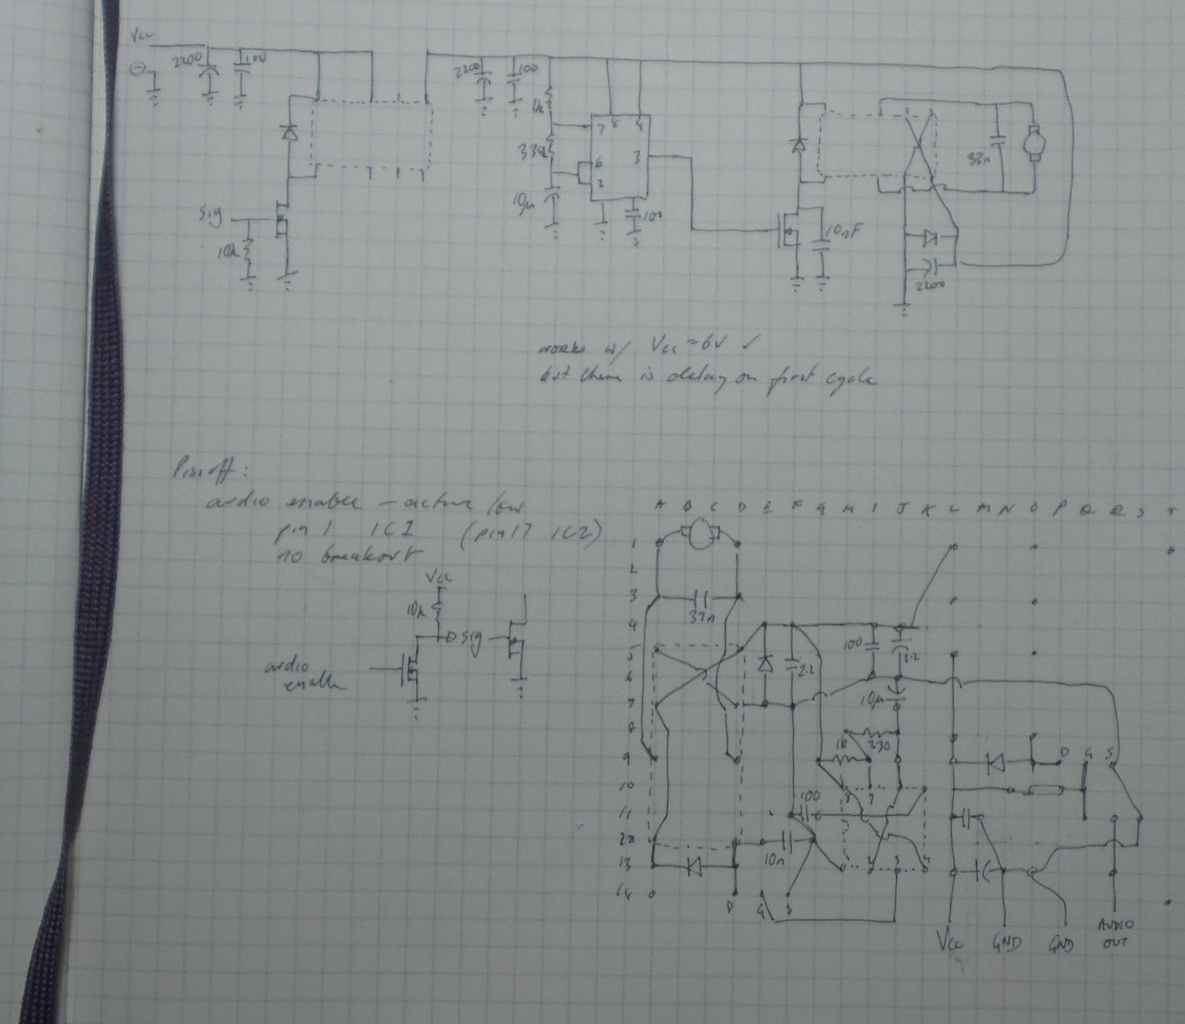 Vcc
2200 100 2200 100
1k
7 8 4
33k 6 3 33n
2
10µ 100
Sig 10nF
10k
2200
works w/ Vcc = 6V ✓
but there is delay on first cycle
Pinoff:
audio enable - active low
pin 1 IC1 (pin 17 IC2)
no breakout
Vcc
10k
Sig
audio
enable
A B C D E F G H I J K L M N O P Q R S T
1
2
3
33n
4
100 2.2
5
2.2
6
10µ
7
8
1k 330
9
D G S
10
8 7
11
100
12
10n
13
14
D G S
Vcc GND GND AUDIO
OUT